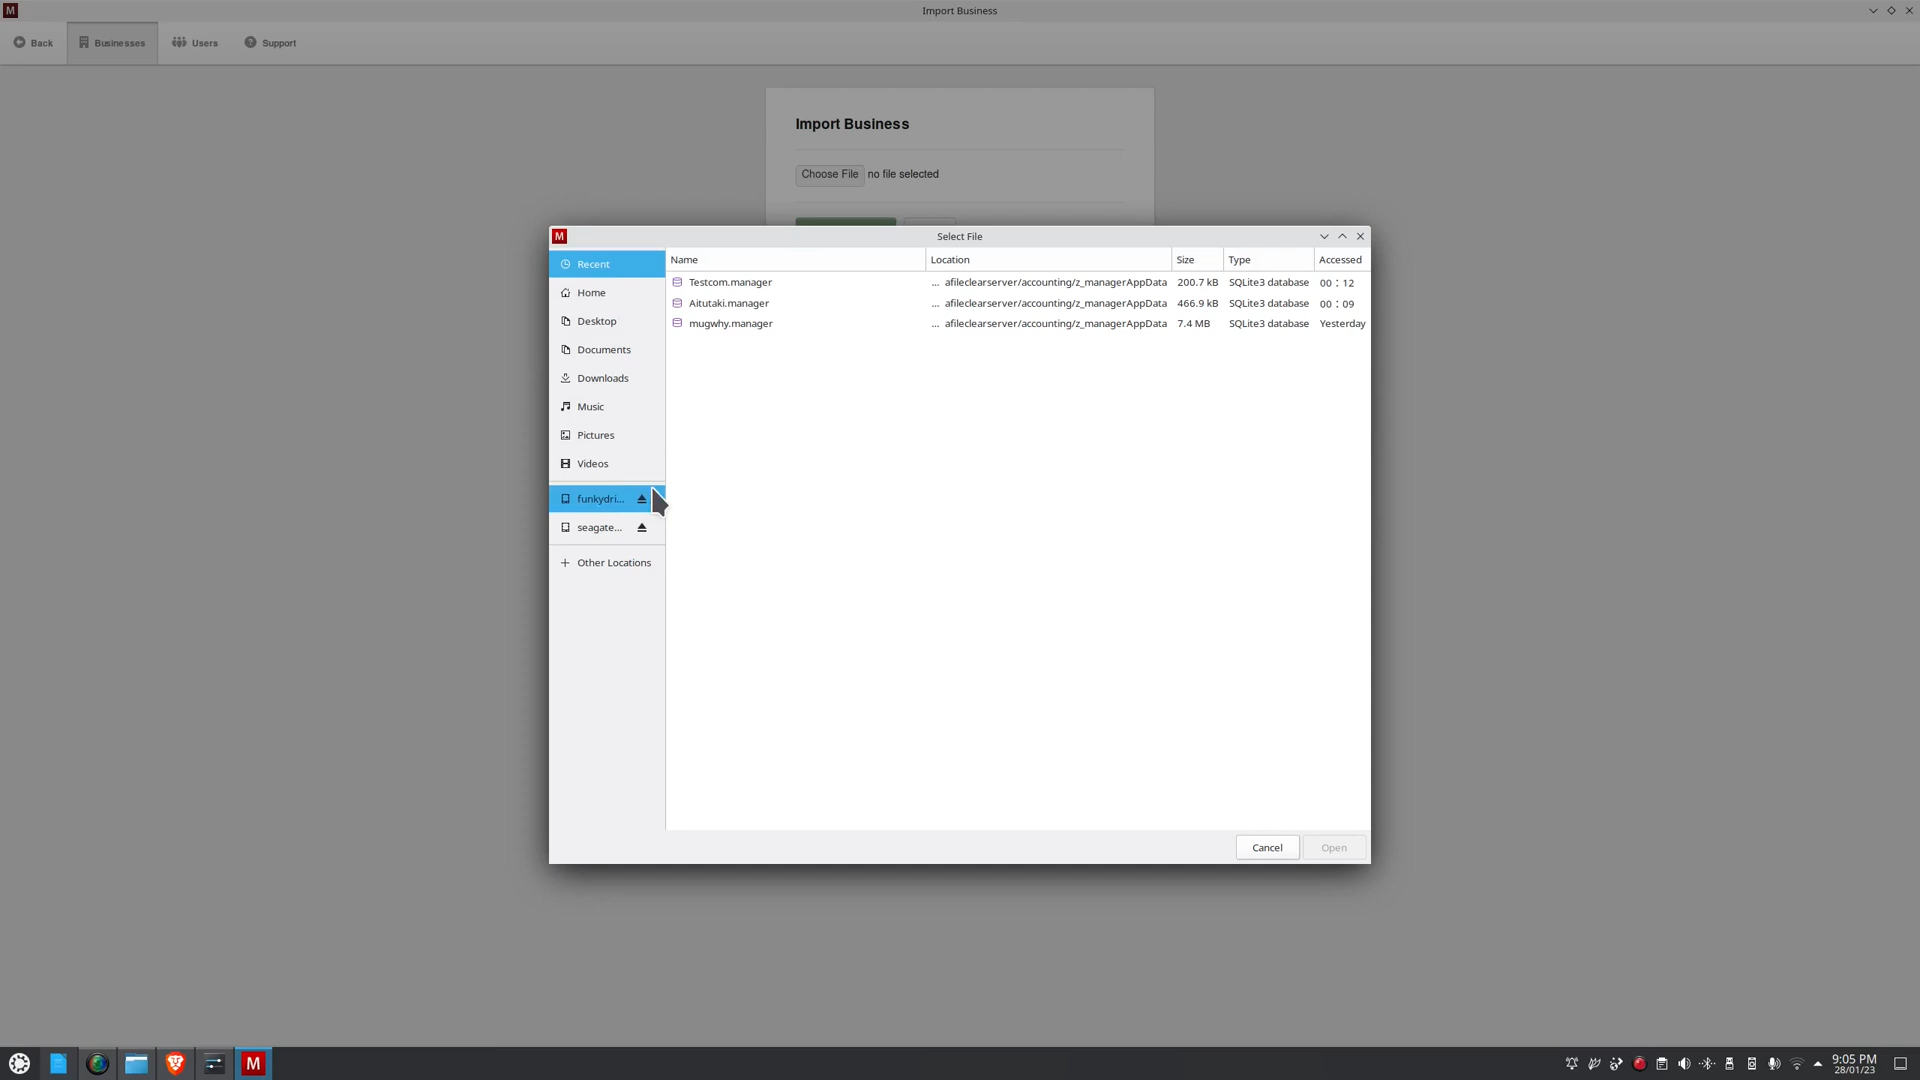 M
Import Business
Back
Businesses
Users
Support
Import Business
Choose File no file selected
M
Select File
Recent
Home
Desktop
Documents
Downloads
Music
Pictures
Videos
funkydri...
seagate...
Other Locations
Name Location Size Type Accessed
Testcom.manager ... afileclearserver/accounting/z_managerAppData 200.7 kB SQLite3 database 00:12
Aitutaki.manager ... afileclearserver/accounting/z_managerAppData 466.9 kB SQLite3 database 00:09
mugwhy.manager ... afileclearserver/accounting/z_managerAppData 7.4 MB SQLite3 database Yesterday
Cancel
Open
M
9:05 PM
28/01/23